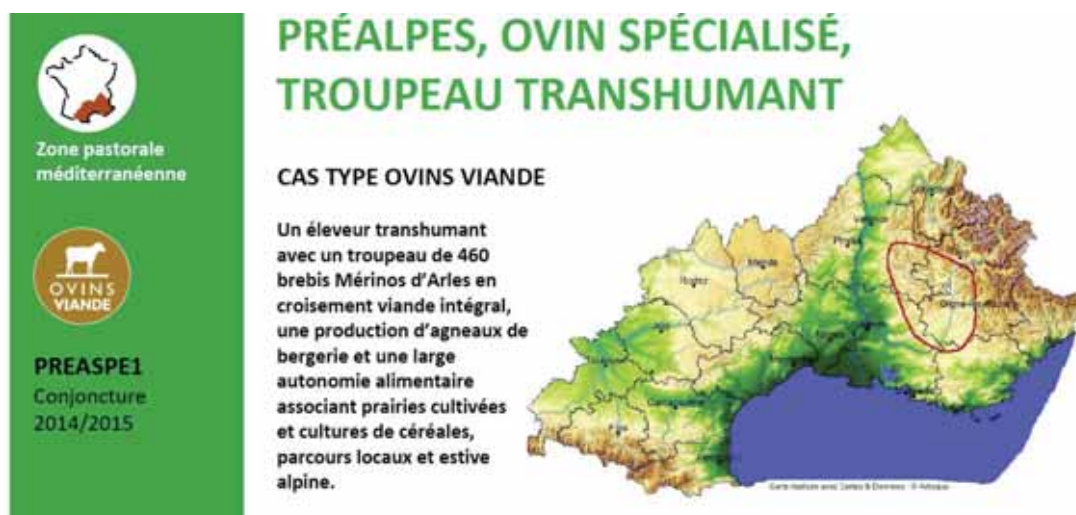 PRÉALPES, OVIN SPÉCIALISÉ,
TROUPEAU TRANSHUMANT
Zone pastorale
méditerranéenne
OVINS
VIANDE
PREASPE1
Conjoncture
2014/2015
CAS TYPE OVINS VIANDE
Un éleveur transhumant
avec un troupeau de 460
brebis Mérinos d'Arles en
croisement viande intégral,
une production d'agneaux de
bergerie et une large
autonomie alimentaire
associant prairies cultivées
et cultures de céréales,
parcours locaux et estive
alpine.